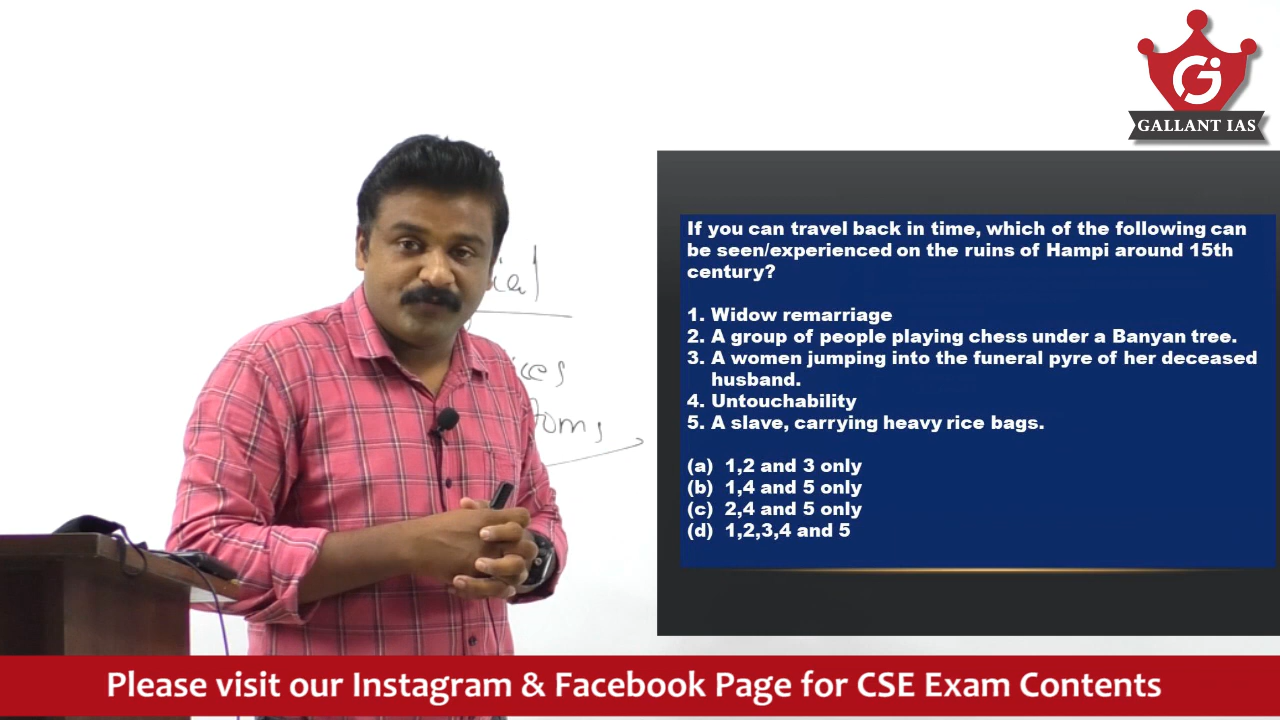 GALLANT IAS
If you can travel back in time, which of the following can
be seen/experienced on the ruins of Hampi around 15th
century?
1. Widow remarriage
2. A group of people playing chess under a Banyan tree.
3. A women jumping into the funeral pyre of her deceased
husband.
4. Untouchability
5. A slave, carrying heavy rice bags.
(a) 1,2 and 3 only
(b) 1,4 and 5 only
(c) 2,4 and 5 only
(d) 1,2,3,4 and 5
Please visit our Instagram & Facebook Page for CSE Exam Contents